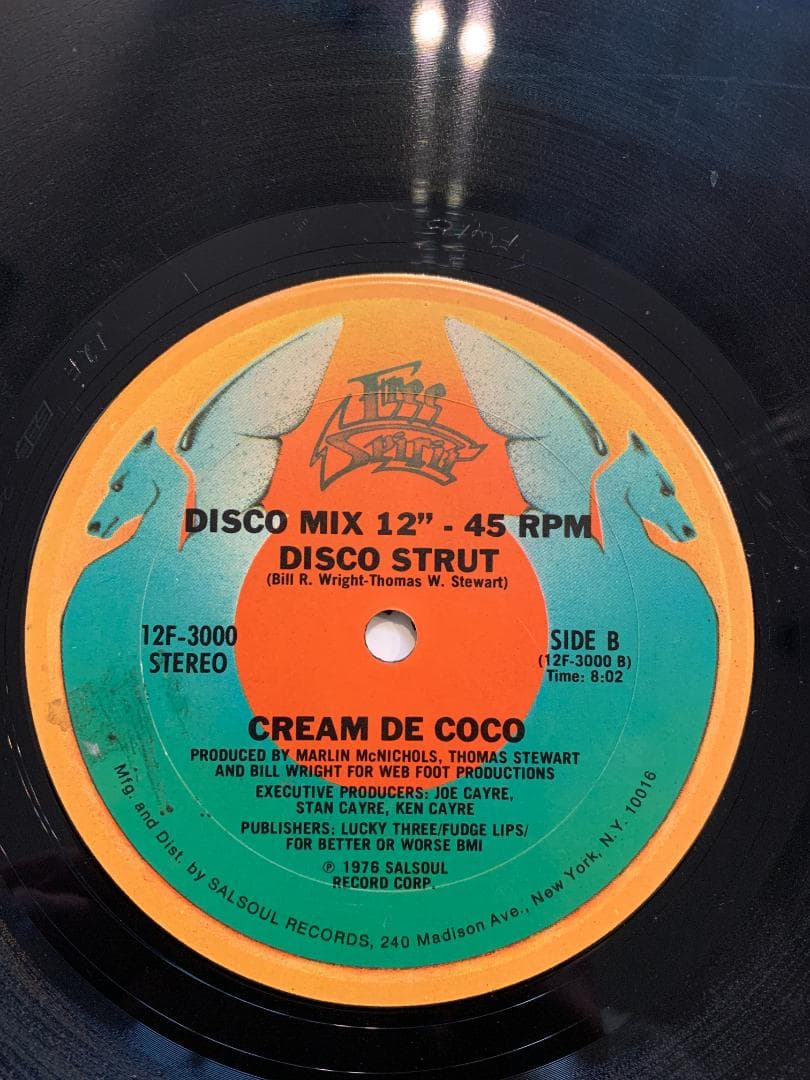 Free
Spirit
DISCO MIX 12” - 45 RPM
DISCO STRUT
(Bill R. Wright-Thomas W. Stewart)
12F-3000
STEREO
SIDE B
(12F-3000 B)
Time: 8:02
CREAM DE COCO
PRODUCED BY MARLIN McNICHOLS, THOMAS STEWART
AND BILL WRIGHT FOR WEB FOOT PRODUCTIONS
EXECUTIVE PRODUCERS: JOE CAYRE,
STAN CAYRE, KEN CAYRE
PUBLISHERS: LUCKY THREE/FUDGE LIPS/
FOR BETTER OR WORSE BMI
℗ 1976 SALSOUL
RECORD CORP.
Mfg. and Dist. by SALSOUL RECORDS, 240 Madison Ave., New York, N.Y. 10016